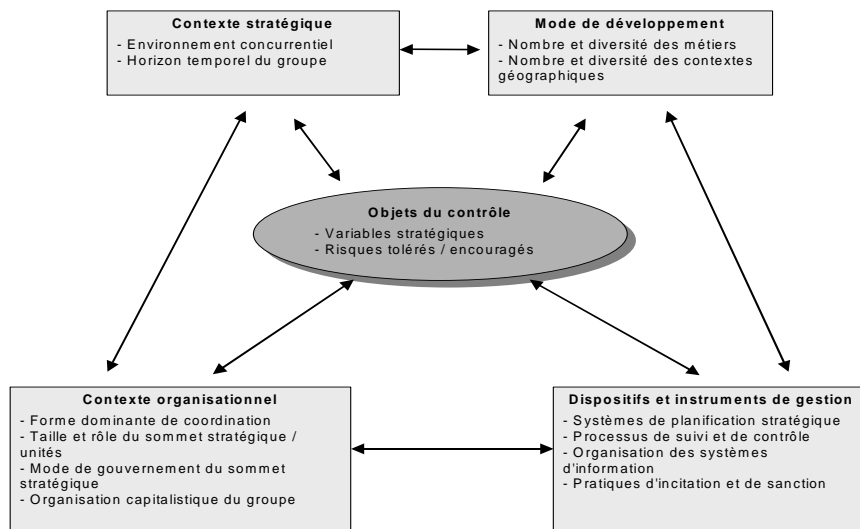 Contexte stratégique
- Environnement concurrentiel
- Horizon temporel du groupe
Mode de développement
- Nombre et diversité des métiers
- Nombre et diversité des contextes
géographiques
Objets du contrôle
- Variables stratégiques
- Risques tolérés / encouragés
Contexte organisationnel
- Forme dominante de coordination
- Taille et rôle du sommet stratégique /
unités
- Mode de gouvernement du sommet
stratégique
- Organisation capitalistique du groupe
Dispositifs et instruments de gestion
- Systèmes de planification stratégique
- Processus de suivi et de contrôle
- Organisation des systèmes
d'information
- Pratiques d'incitation et de sanction